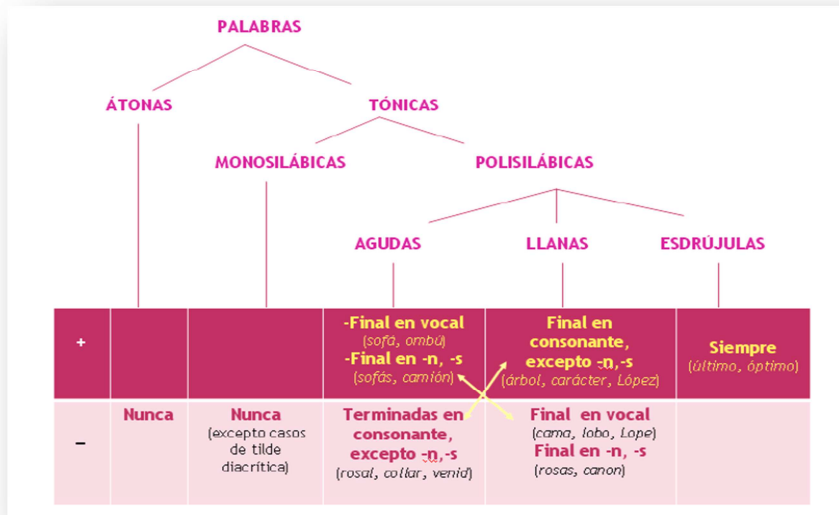 PALABRAS
ÁTONAS
TÓNICAS
MONOSILÁBICAS
POLISILÁBICAS
AGUDAS
LLANAS
ESDRÚJULAS
+
-Final en vocal
(sofá, ombú)
-Final en -n, -s
(sofás, camión)
Final en
consonante,
excepto -n,-s
(árbol, carácter, López)
Siempre
(último, óptimo)
–
Nunca
Nunca
(excepto casos
de tilde
diacrítica)
Terminadas en
consonante,
excepto -n,-s
(rosal, collar, venid)
Final en vocal
(cama, lobo, Lope)
Final en -n, -s
(rosas, canon)